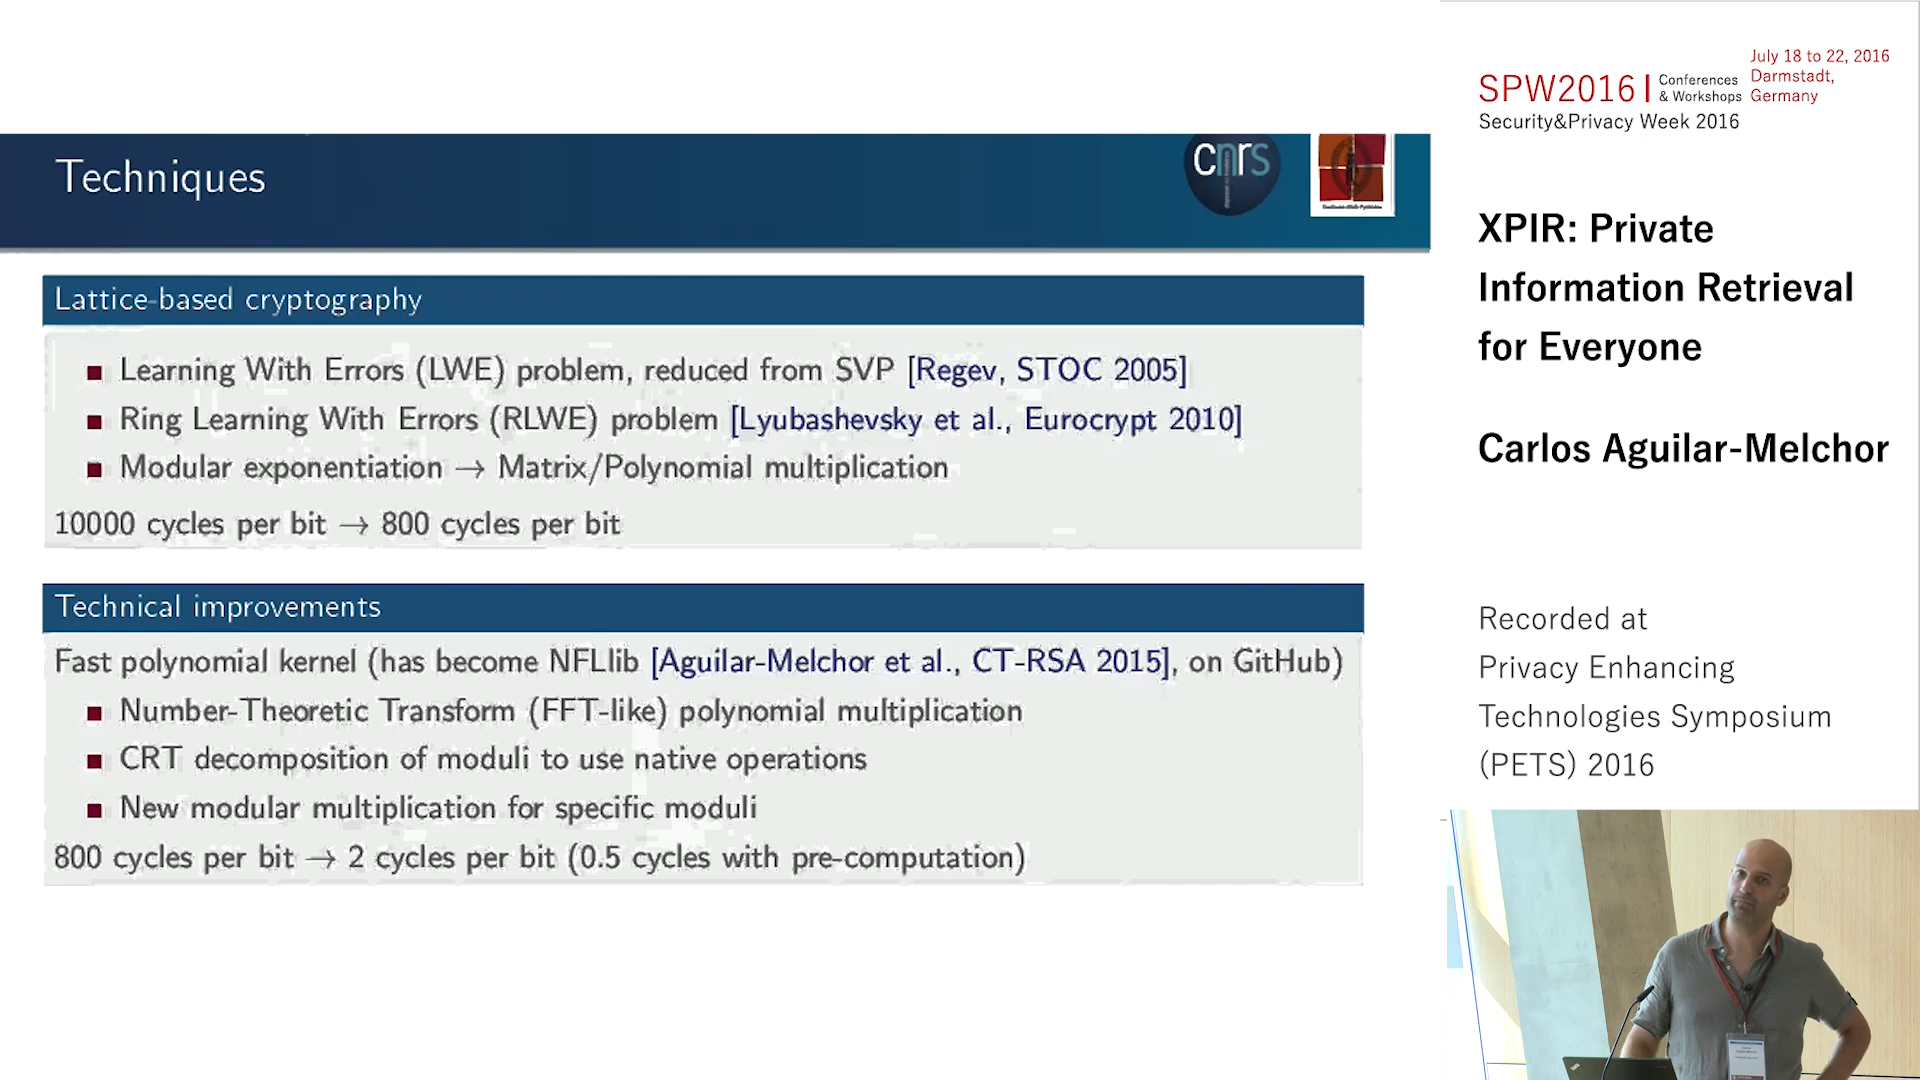 Techniques
cnrs
Lattice-based cryptography
■ Learning With Errors (LWE) problem, reduced from SVP [Regev, STOC 2005]
■ Ring Learning With Errors (RLWE) problem [Lyubashevsky et al., Eurocrypt 2010]
■ Modular exponentiation → Matrix/Polynomial multiplication
10000 cycles per bit → 800 cycles per bit
Technical improvements
Fast polynomial kernel (has become NFLlib [Aguilar-Melchor et al., CT-RSA 2015], on GitHub)
■ Number-Theoretic Transform (FFT-like) polynomial multiplication
■ CRT decomposition of moduli to use native operations
■ New modular multiplication for specific moduli
800 cycles per bit → 2 cycles per bit (0.5 cycles with pre-computation)
SPW2016 | Conferences & Workshops
July 18 to 22, 2016
Darmstadt,
Germany
Security&Privacy Week 2016
XPIR: Private
Information Retrieval
for Everyone
Carlos Aguilar-Melchor
Recorded at
Privacy Enhancing
Technologies Symposium
(PETS) 2016